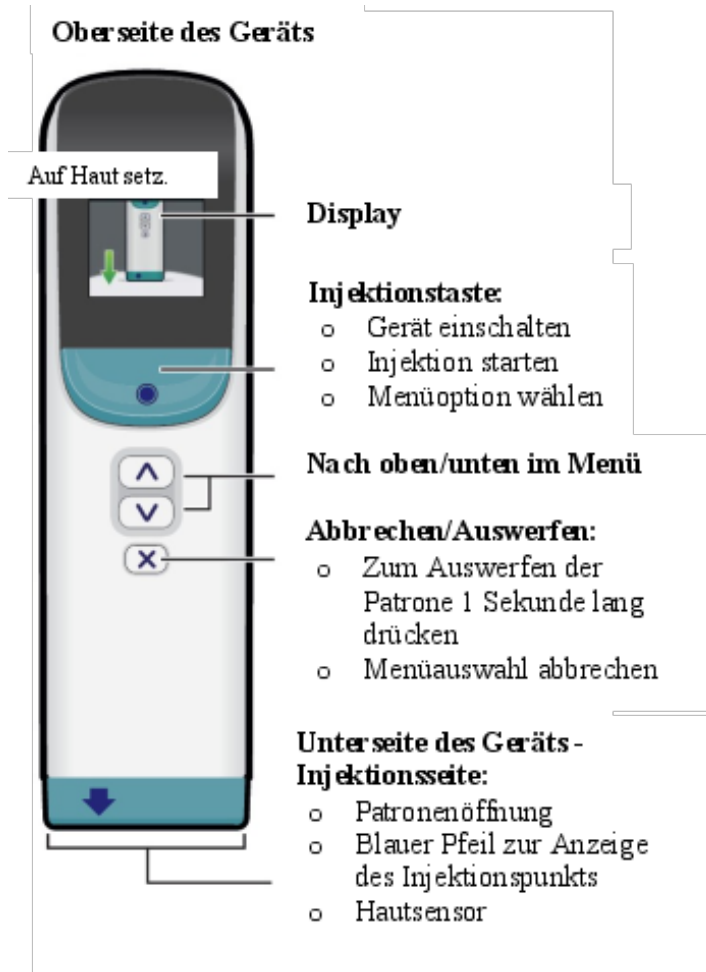 Oberseite des Geräts
Auf Haut setz.
Display
Injektionstaste:
o Gerät einschalten
o Injektion starten
o Menüoption wählen
Nach oben/unten im Menü
Abbrechen/Auswerfen:
o Zum Auswerfen der
Patrone 1 Sekunde lang
drücken
o Menüauswahl abbrechen
Unterseite des Geräts -
Injektionsseite:
o Patronenöffnung
o Blauer Pfeil zur Anzeige
des Injektionspunkts
o Hautsensor